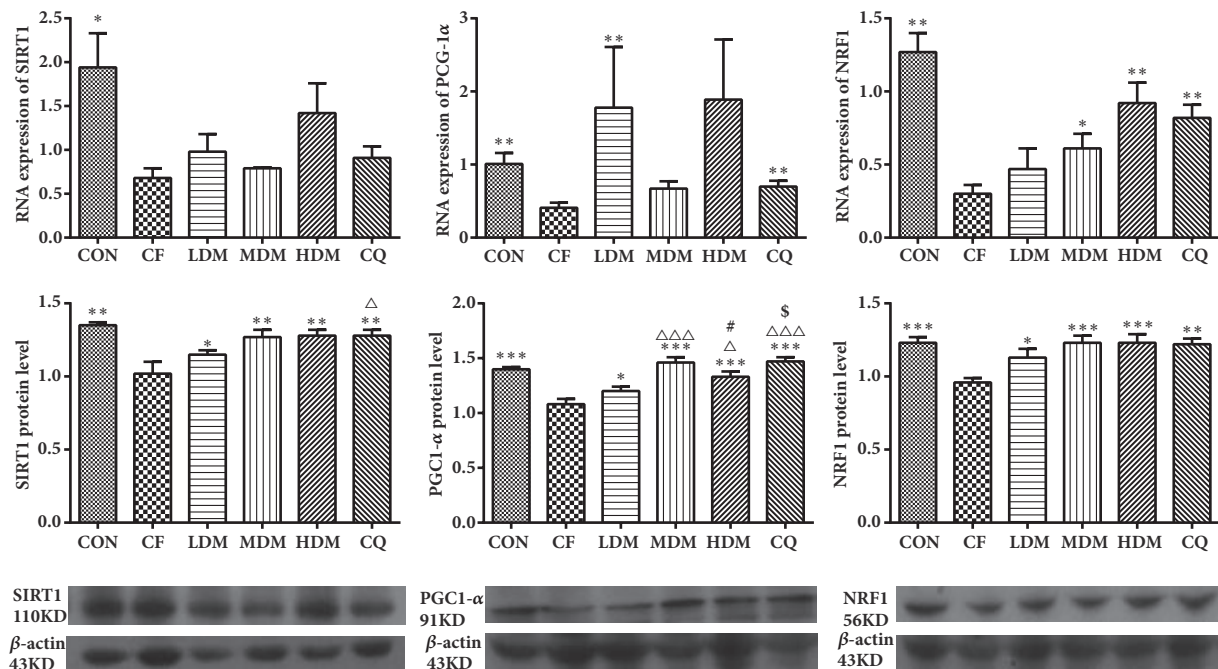 RNA expression of SIRT1
2.5
2.0
1.5
1.0
0.5
0.0
*
CON CF LDM MDM HDM CQ
RNA expression of PCG-1α
3
2
1
0
** ** **
CON CF LDM MDM HDM CQ
RNA expression of NRF1
1.5
1.0
0.5
0.0
** * ** **
CON CF LDM MDM HDM CQ
SIRT1 protein level
1.5
1.0
0.5
0.0
△
** * ** ** **
CON CF LDM MDM HDM CQ
PGC1-α protein level
2.0
1.5
1.0
0.5
0.0
$
△△△ # △△△
△
*** * *** *** ***
CON CF LDM MDM HDM CQ
NRF1 protein level
1.5
1.0
0.5
0.0
*** * *** *** **
CON CF LDM MDM HDM CQ
SIRT1
110KD
β-actin
43KD
PGC1-α
91KD
β-actin
43KD
NRF1
56KD
β-actin
43KD